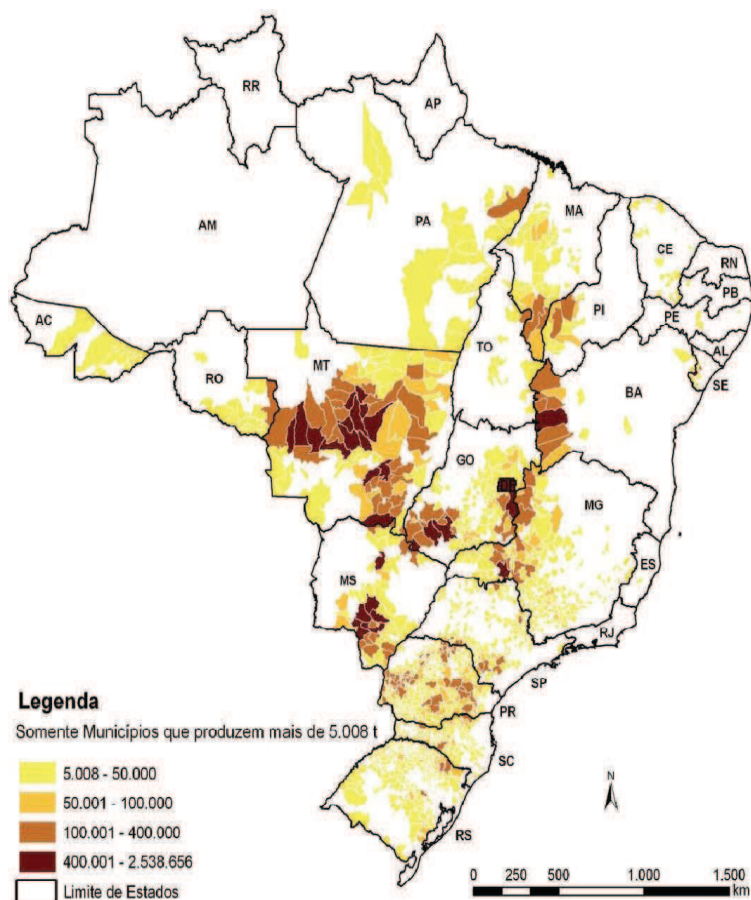 RR
AP
AM
PA
MA
CE
RN
PB
PE
PI
AL
SE
AC
RO
MT
TO
BA
GO
DF
MG
ES
MS
RJ
SP
PR
SC
RS
Legenda
Somente Municípios que produzem mais de 5.008 t
5.008 - 50.000
50.001 - 100.000
100.001 - 400.000
400.001 - 2.538.656
Limite de Estados
N
0 250 500 1.000 1.500
km